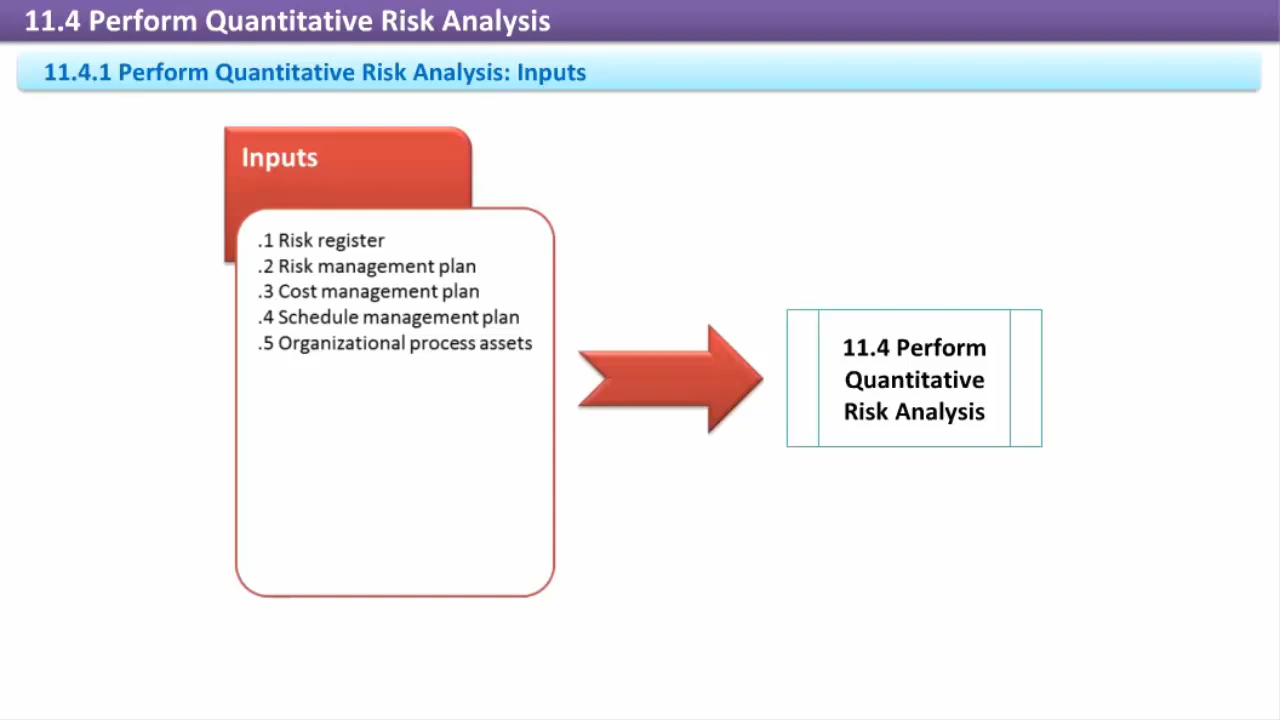 11.4 Perform Quantitative Risk Analysis
11.4.1 Perform Quantitative Risk Analysis: Inputs
Inputs
.1 Risk register
.2 Risk management plan
.3 Cost management plan
.4 Schedule management plan
.5 Organizational process assets
11.4 Perform
Quantitative
Risk Analysis